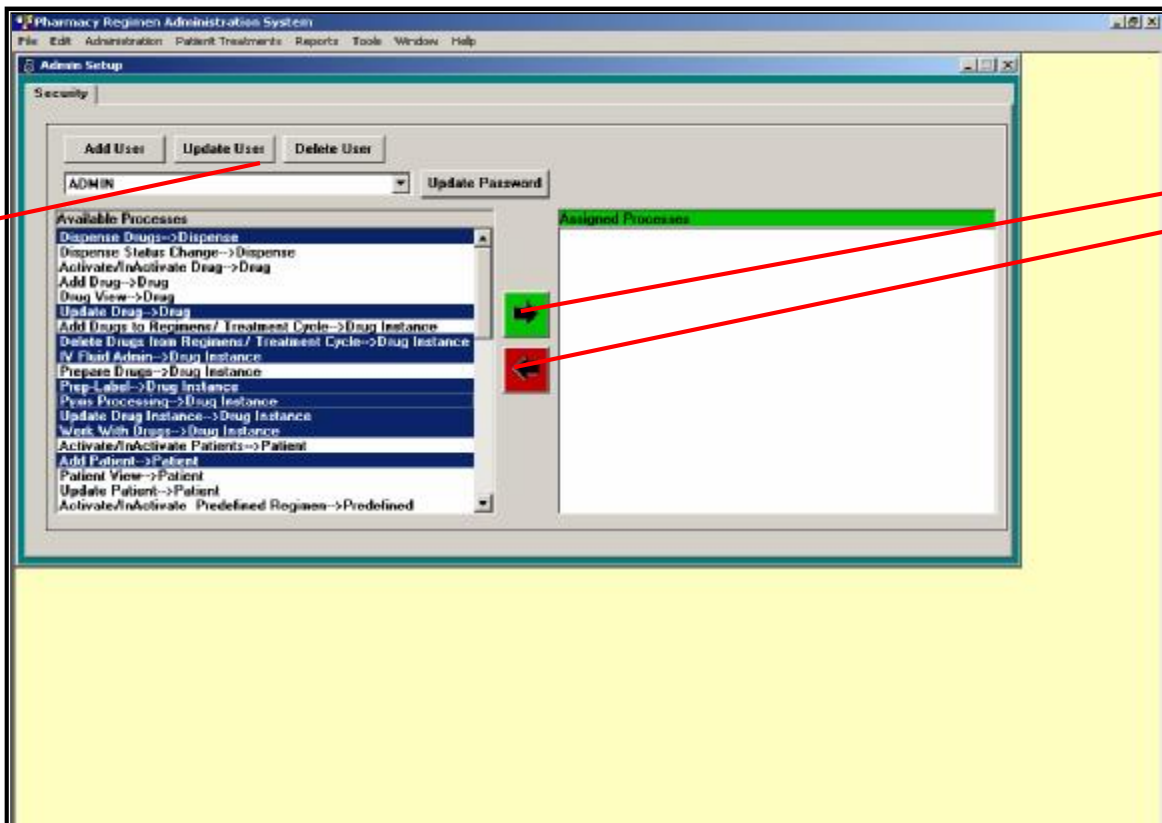 Pharmacy Regimen Administration System
File Edit Administration Patient Treatments Reports Tools Window Help
Admin Setup
Security
Add User Update User Delete User
ADMIN Update Password
Available Processes Assigned Processes
Dispense Drugs->Dispense
Dispense Status Change->Dispense
Activate/InActivate Drug->Drug
Add Drug->Drug
Drug View->Drug
Update Drug->Drug
Add Drugs to Regimens/ Treatment Cycle->Drug Instance
Delete Drugs from Regimens/ Treatment Cycle->Drug Instance
IV Fluid Admin->Drug Instance
Prepare Drugs->Drug Instance
Prep-Label->Drug Instance
Pyxis Processing->Drug Instance
Update Drug Instance->Drug Instance
Work With Drugs->Drug Instance
Activate/InActivate Patients->Patient
Add Patient->Patient
Patient View->Patient
Update Patient->Patient
Activate/InActivate Predefined Regimen->Predefined